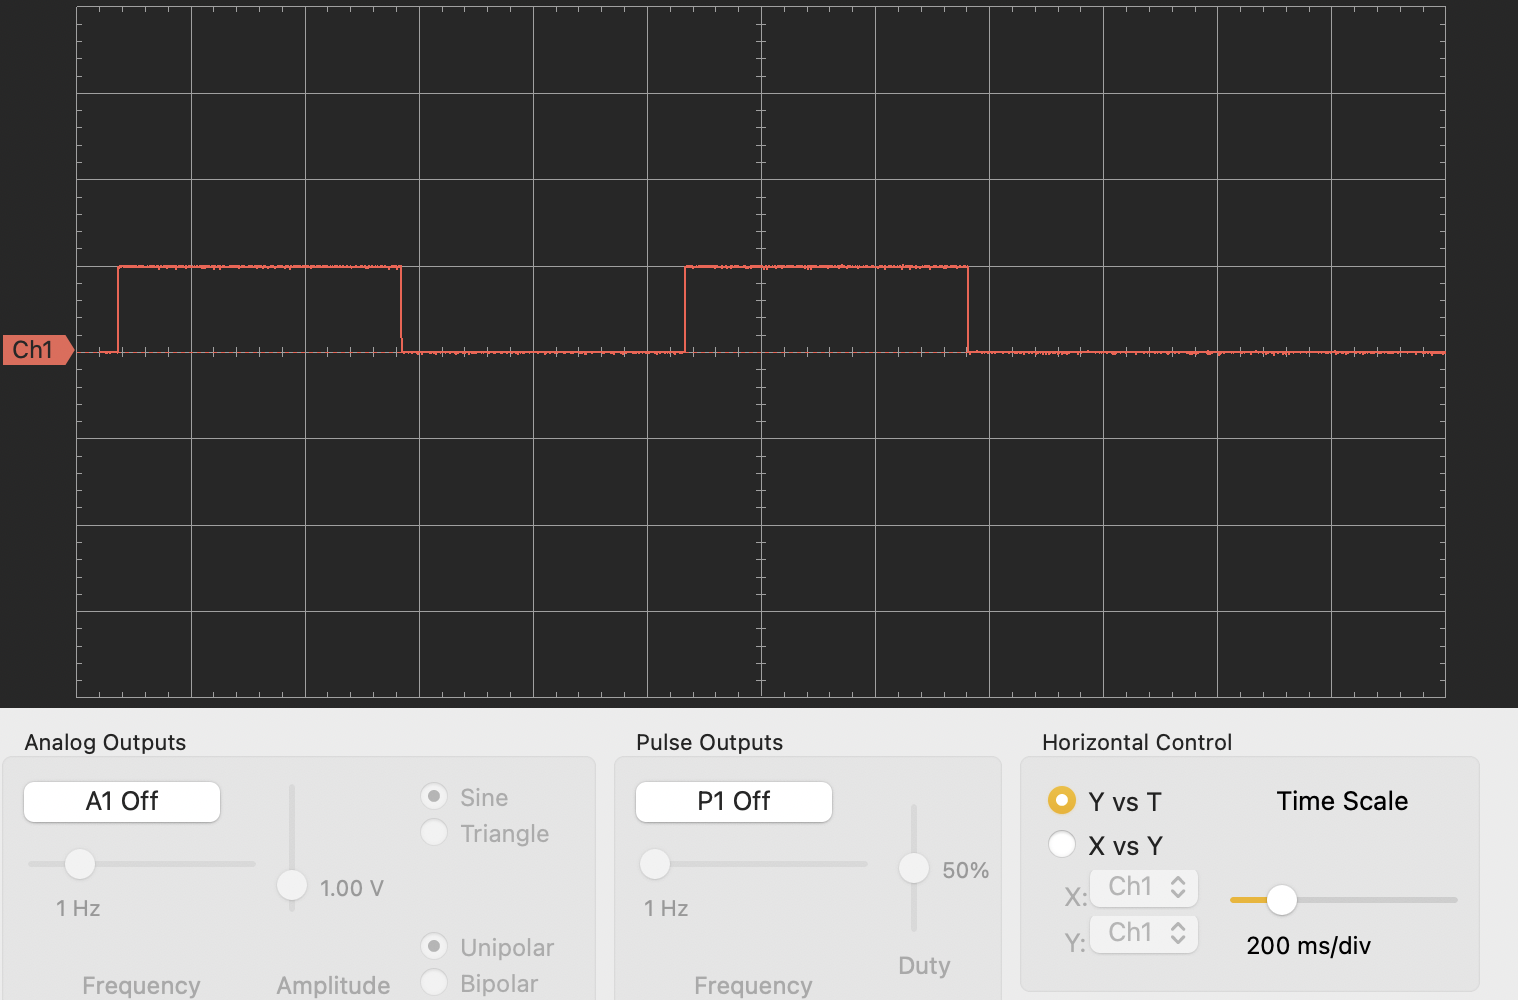 Ch1
Analog Outputs
A1 Off
1 Hz
Frequency
1.00 V
Amplitude
Sine
Triangle
Unipolar
Bipolar
Pulse Outputs
P1 Off
1 Hz
Frequency
50%
Duty
Horizontal Control
Y vs T
X vs Y
X: Ch1
Y: Ch1
Time Scale
200 ms/div